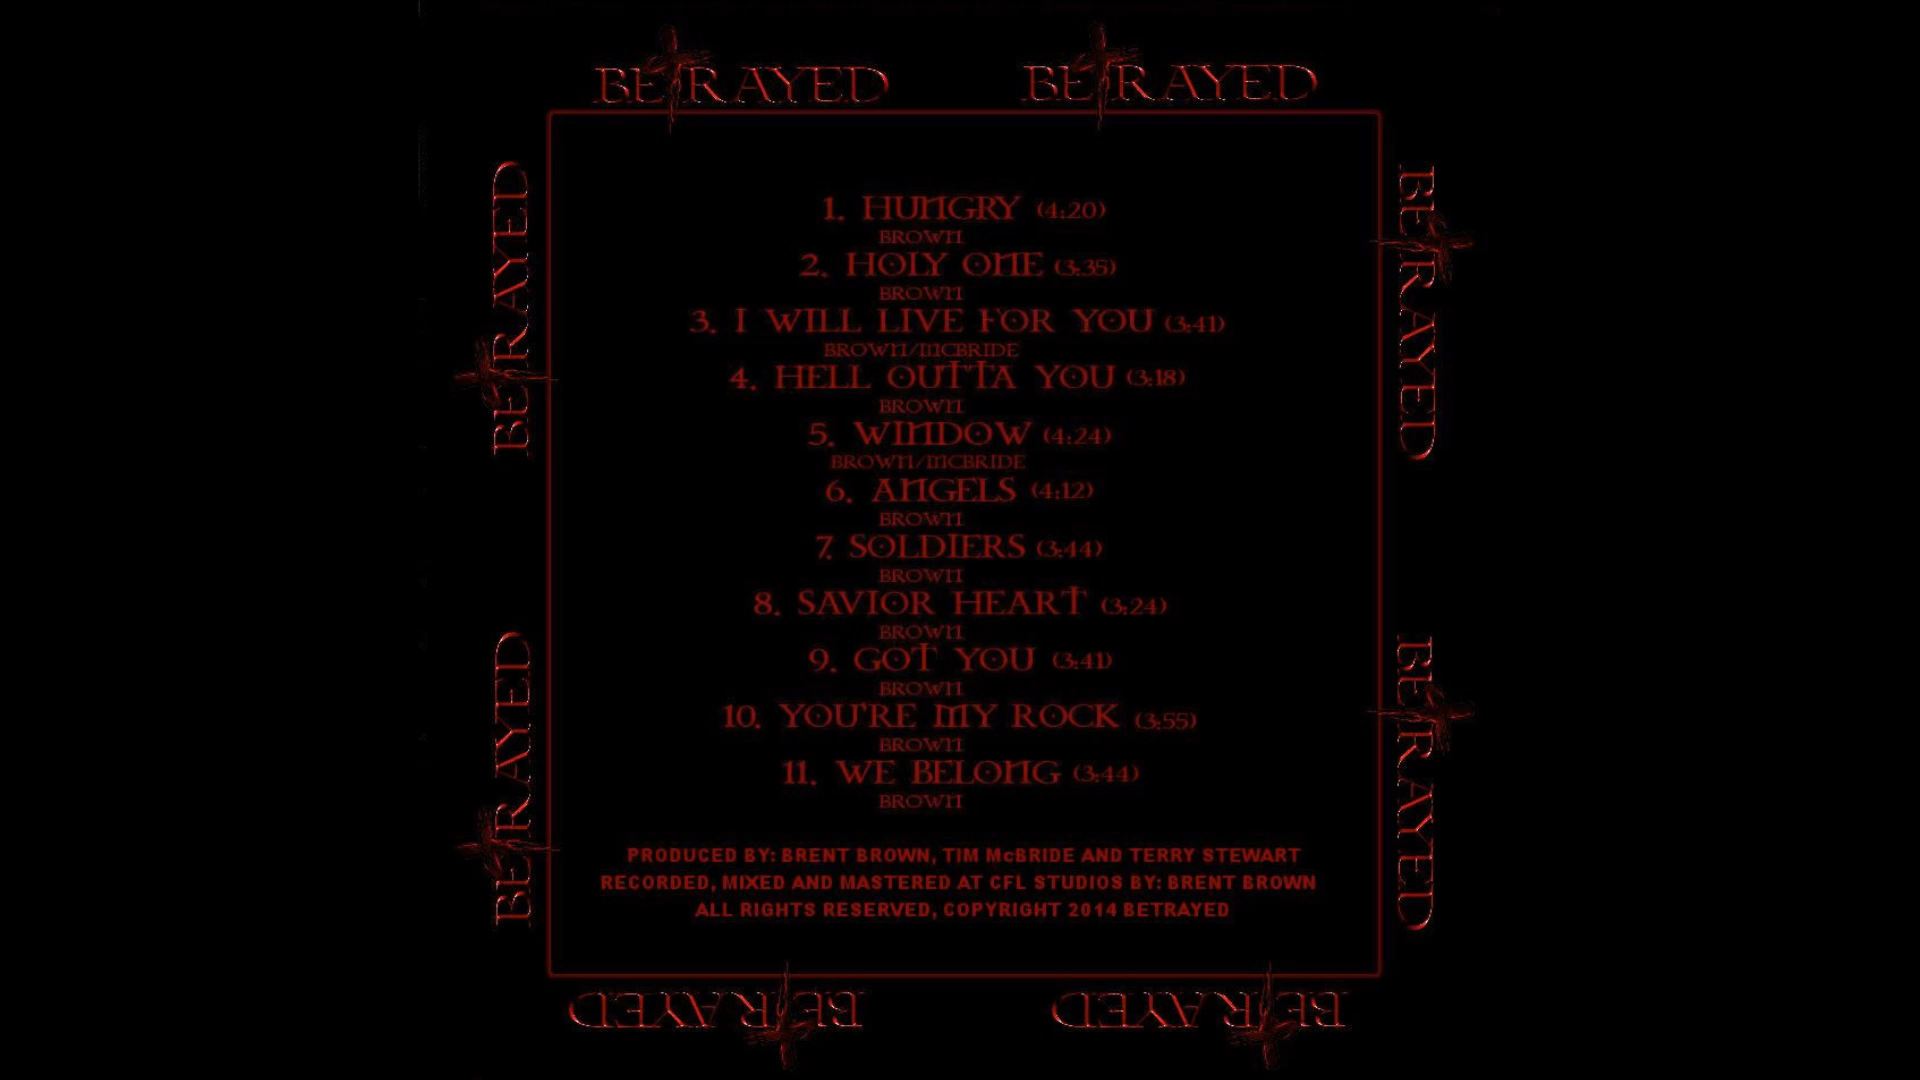 BETRAYED BETRAYED
BETRAYED
BETRAYED
1. HUNGRY (4:20)
BROWN
2. HOLY ONE (3:35)
BROWN
3. I WILL LIVE FOR YOU (3:41)
BROWN/MCBRIDE
4. HELL OUTTA YOU (3:18)
BROWN
5. WINDOW (4:24)
BROWN/MCBRIDE
6. ANGELS (4:12)
BROWN
7. SOLDIERS (3:44)
BROWN
8. SAVIOR HEART (3:24)
BROWN
9. GOT YOU (3:41)
BROWN
10. YOU'RE MY ROCK (3:55)
BROWN
11. WE BELONG (3:44)
BROWN
PRODUCED BY: BRENT BROWN, TIM McBRIDE AND TERRY STEWART
RECORDED, MIXED AND MASTERED AT CFL STUDIOS BY: BRENT BROWN
ALL RIGHTS RESERVED, COPYRIGHT 2014 BETRAYED
BETRAYED
BETRAYED
BETRAYED BETRAYED